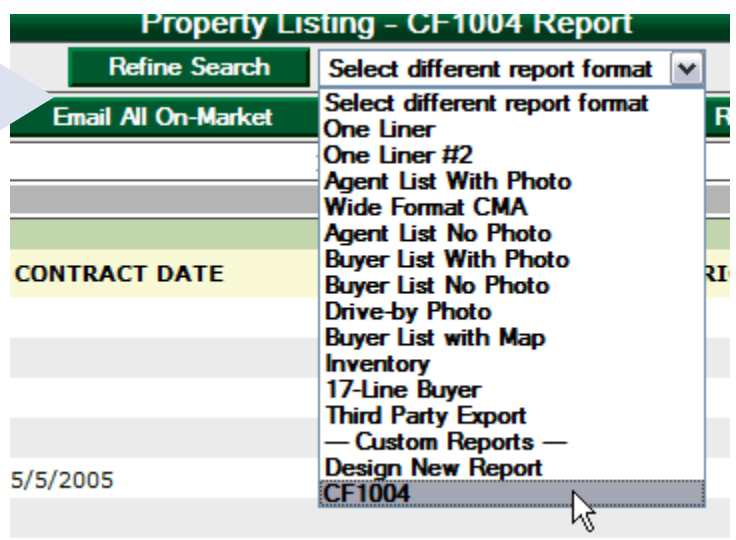 Property Listing - CF1004 Report
Refine Search Select different report format
Email All On-Market
Select different report format
One Liner
One Liner #2
Agent List With Photo
Wide Format CMA
Agent List No Photo
Buyer List With Photo
CONTRACT DATE
Buyer List No Photo
Drive-by Photo
Buyer List with Map
Inventory
17-Line Buyer
Third Party Export
— Custom Reports —
Design New Report
5/5/2005
CF1004